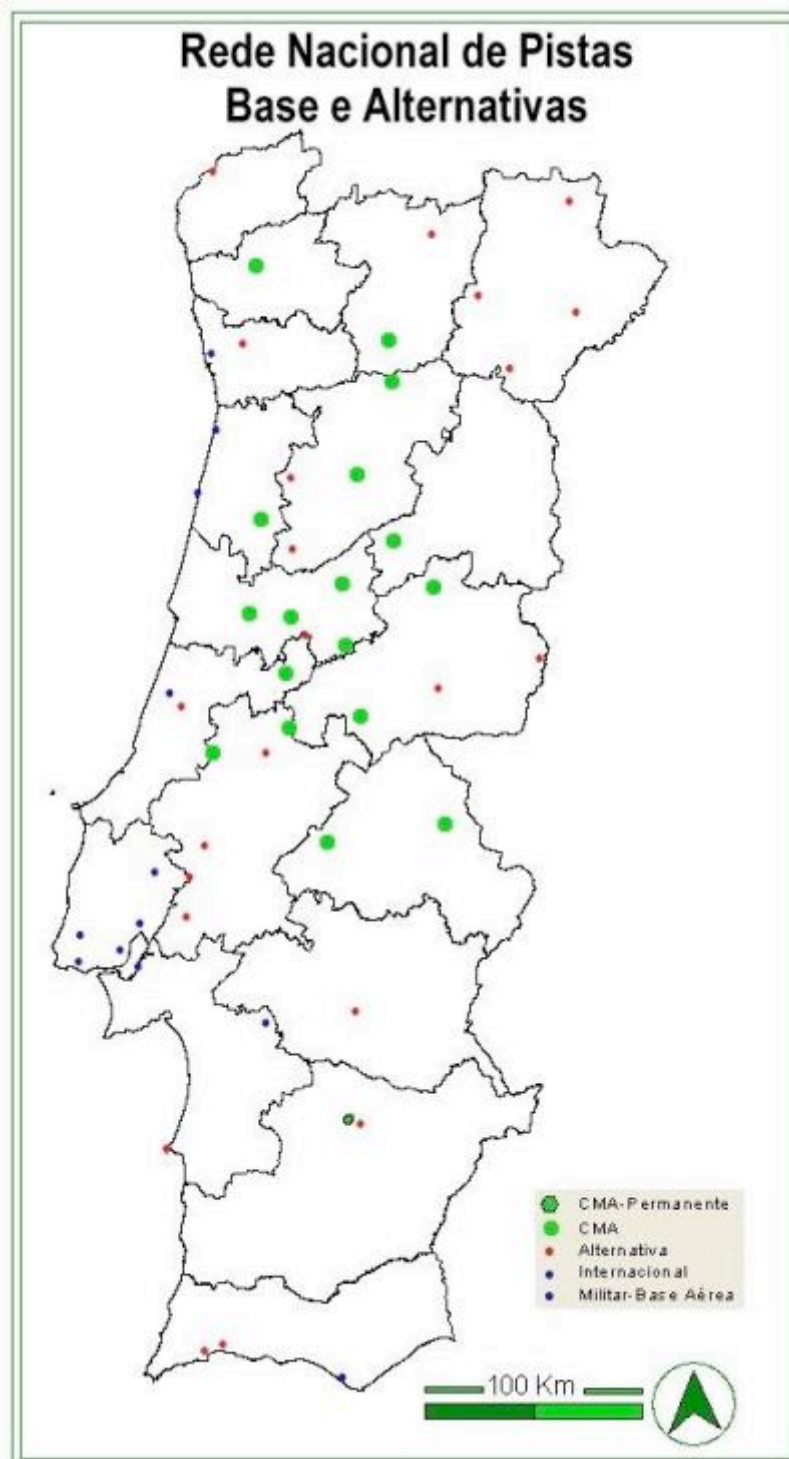 Rede Nacional de Pistas
Base e Alternativas
CMA-Permanente
CMA
Alternativa
Internacional
Militar-Base Aérea
100 Km